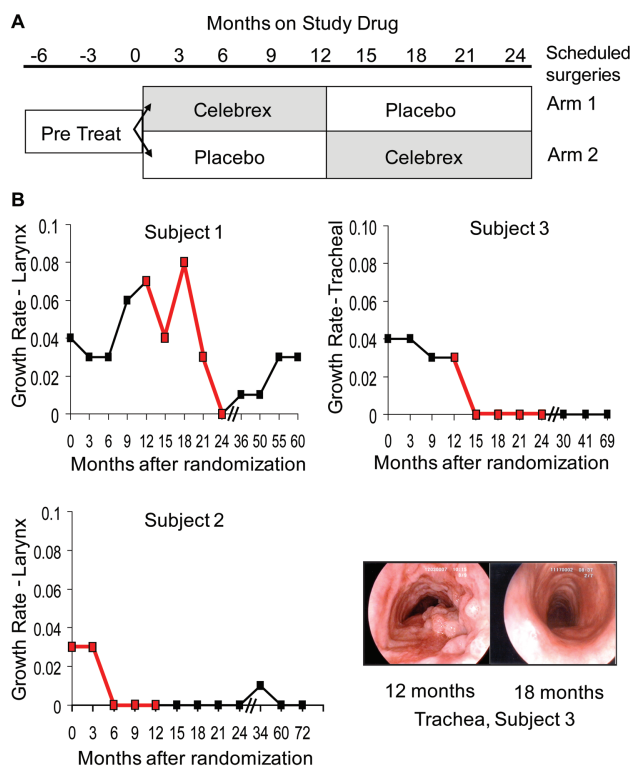 A
Months on Study Drug
-6 -3 0 3 6 9 12 15 18 21 24
Scheduled
surgeries
Celebrex Placebo Arm 1
Pre Treat
Placebo Celebrex Arm 2
B
Subject 1
Growth Rate - Larynx
0.1
0.08
0.06
0.04
0.02
0
0 3 6 9 12 15 18 21 24 36 50 55 60
Months after randomization
Subject 3
Growth Rate-Tracheal
0.10
0.08
0.06
0.04
0.02
0
0 3 9 12 15 18 21 24 30 41 69
Months after randomization
Subject 2
Growth Rate – Larynx
0.1
0.08
0.06
0.04
0.02
0
0 3 6 9 12 15 18 21 24 34 60 72
Months after randomization
12 months 18 months
Trachea, Subject 3